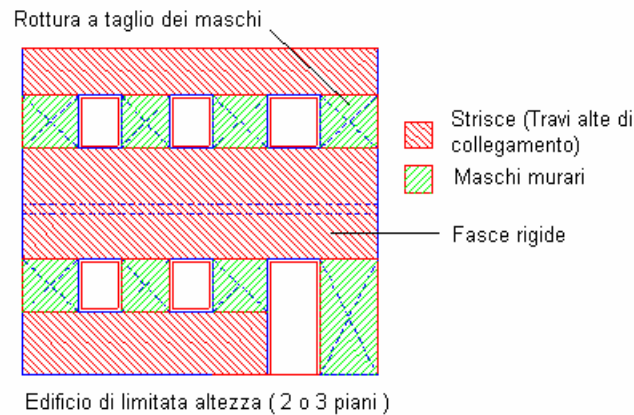 Rottura a taglio dei maschi
Strisce (Travi alte di
collegamento)
Maschi murari
Fasce rigide
Edificio di limitata altezza ( 2 o 3 piani )